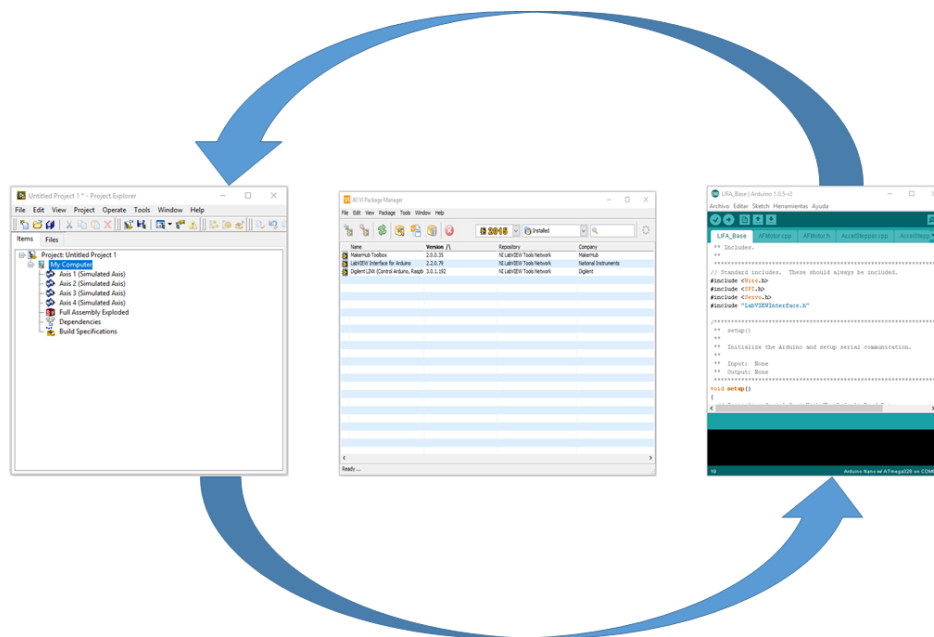 Untitled Project 1 * - Project Explorer
File Edit View Project Operate Tools Window Help
Items Files
Project: Untitled Project 1
My Computer
Axis 1 (Simulated Axis)
Axis 2 (Simulated Axis)
Axis 3 (Simulated Axis)
Axis 4 (Simulated Axis)
Full Assembly Exploded
Dependencies
Build Specifications
JKI VI Package Manager
File Edit View Package Tools Window Help
2015 Installed
Name Version /\ Repository Company
MakerHub Toolbox 2.0.0.35 NI LabVIEW Tools Network MakerHub
LabVIEW Interface for Arduino 2.2.0.79 NI LabVIEW Tools Network National Instruments
Digilent LINX (Control Arduino, Raspb 3.0.1.192 NI LabVIEW Tools Network Digilent
Ready ...
LIFA_Base | Arduino 1.0.5-r2
Archivo Editar Sketch Herramientas Ayuda
LIFA_Base AFMotor.cpp AFMotor.h AccelStepper.cpp AccelStepp
** Includes.
**
// Standard includes. These should always be included.
#include <Wire.h>
#include <SPI.h>
#include <Servo.h>
#include "LabVIEWInterface.h"
** setup()
**
** Initialize the Arduino and setup serial communication.
**
** Input: None
** Output: None
void setup()
{
Arduino Nano w/ ATmega328 on COM